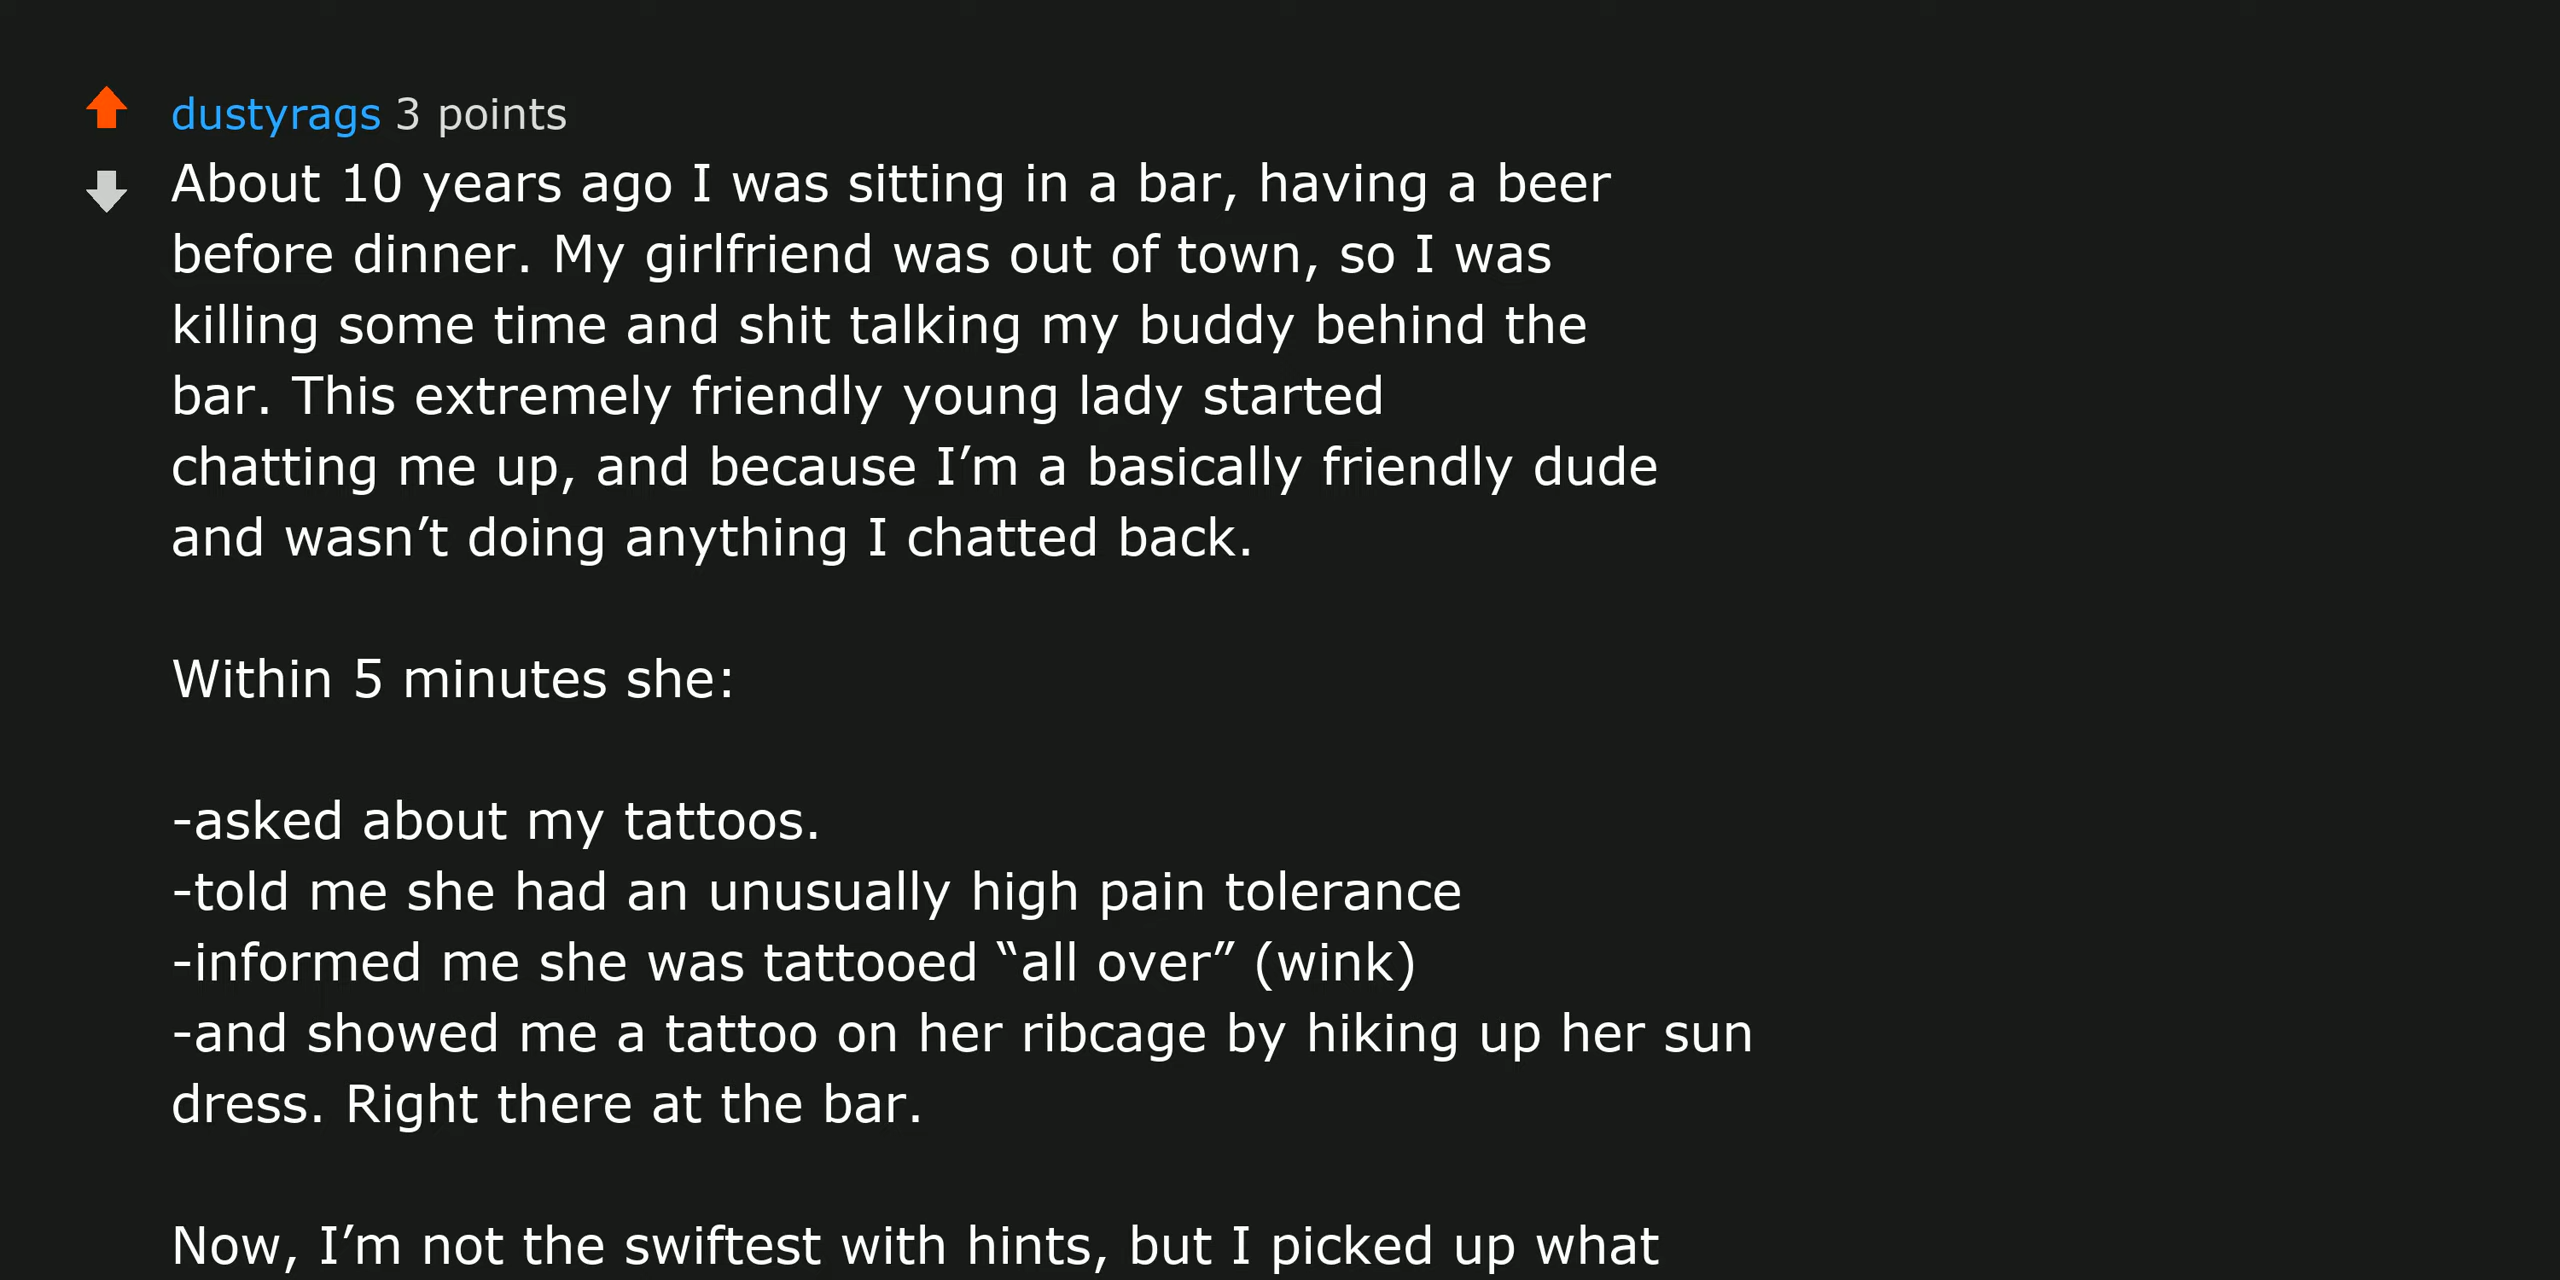 dustyrags 3 points
About 10 years ago I was sitting in a bar, having a beer
before dinner. My girlfriend was out of town, so I was
killing some time and shit talking my buddy behind the
bar. This extremely friendly young lady started
chatting me up, and because I’m a basically friendly dude
and wasn’t doing anything I chatted back.
Within 5 minutes she:
-asked about my tattoos.
-told me she had an unusually high pain tolerance
-informed me she was tattooed “all over” (wink)
-and showed me a tattoo on her ribcage by hiking up her sun
dress. Right there at the bar.
Now, I’m not the swiftest with hints, but I picked up what